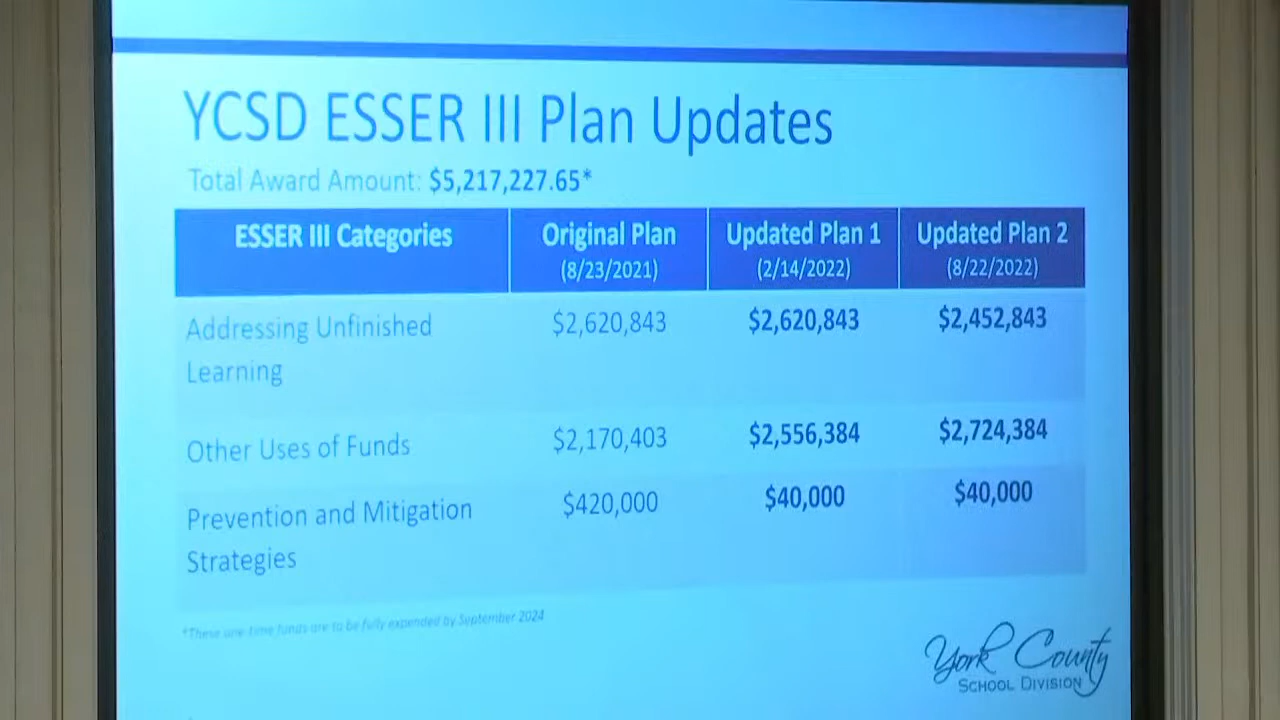 YCSD ESSER III Plan Updates
Total Award Amount: $5,217,227.65*
ESSER III Categories Original Plan Updated Plan 1 Updated Plan 2
(8/23/2021) (2/14/2022) (8/22/2022)
Addressing Unfinished $2,620,843 $2,620,843 $2,452,843
Learning
Other Uses of Funds $2,170,403 $2,556,384 $2,724,384
Prevention and Mitigation $420,000 $40,000 $40,000
Strategies
*These one-time funds are to be fully expended by September 2024
York County
SCHOOL DIVISION